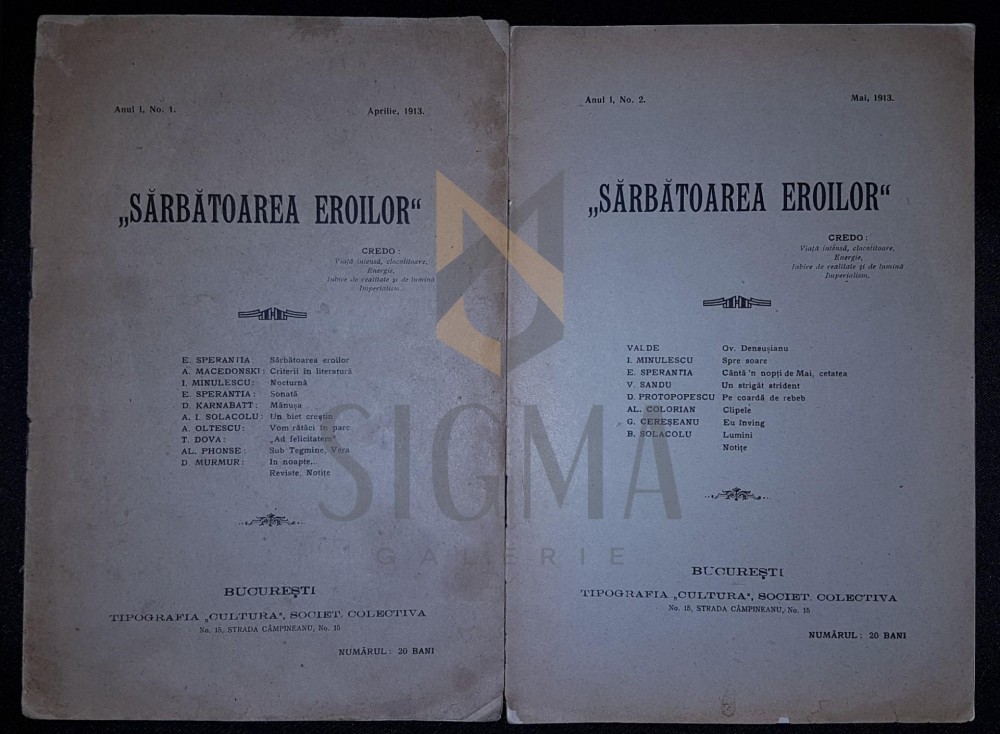 Anul I, No. 1.
Aprilie, 1913.
„SĂRBĂTOAREA EROILOR“
CREDO :
Viață intensă, clocotitoare,
Energie,
Iubire de realitate și de lumină
Imperialism.
E. SPERANTIA : Sărbătoarea eroilor
A. MACEDONSKI : Criterii în literatură
I. MINULESCU : Nocturnă
E. SPERANTIA : Sonată
D. KARNABATT : Mănușa
A. I. SOLACOLU : Un biet creștin
A. OLTESCU : Vom rătăci în parc
T. DOVA : „Ad felicitatem“
AL. PHONSE : Sub Tegmine, Vera
D. MURMUR : In noapte...
Reviste, Notițe
BUCUREȘTI
TIPOGRAFIA „CULTURA“, SOCIET. COLECTIVA
No. 15, STRADA CÂMPINEANU, No. 15
NUMĂRUL : 20 BANI
Anul I, No. 2.
Mai, 1913.
„SĂRBĂTOAREA EROILOR“
CREDO :
Viață intensă, clocotitoare,
Energie,
Iubire de realitate și de lumină
Imperialism.
VALDE Ov. Densușianu
I. MINULESCU Spre soare
E. SPERANTIA Cântă 'n nopți de Mai, cetatea
V. SANDU Un strigăt strident
D. PROTOPOPESCU Pe coardă de rebeb
AL. COLORIAN Clipele
G. CEREȘEANU Eu înving
B. SOLACOLU Lumini
Notițe
BUCUREȘTI
TIPOGRAFIA „CULTURA“, SOCIET. COLECTIVA
No. 15, STRADA CÂMPINEANU, No. 15
NUMĂRUL : 20 BANI
SIGMA
GALERIE